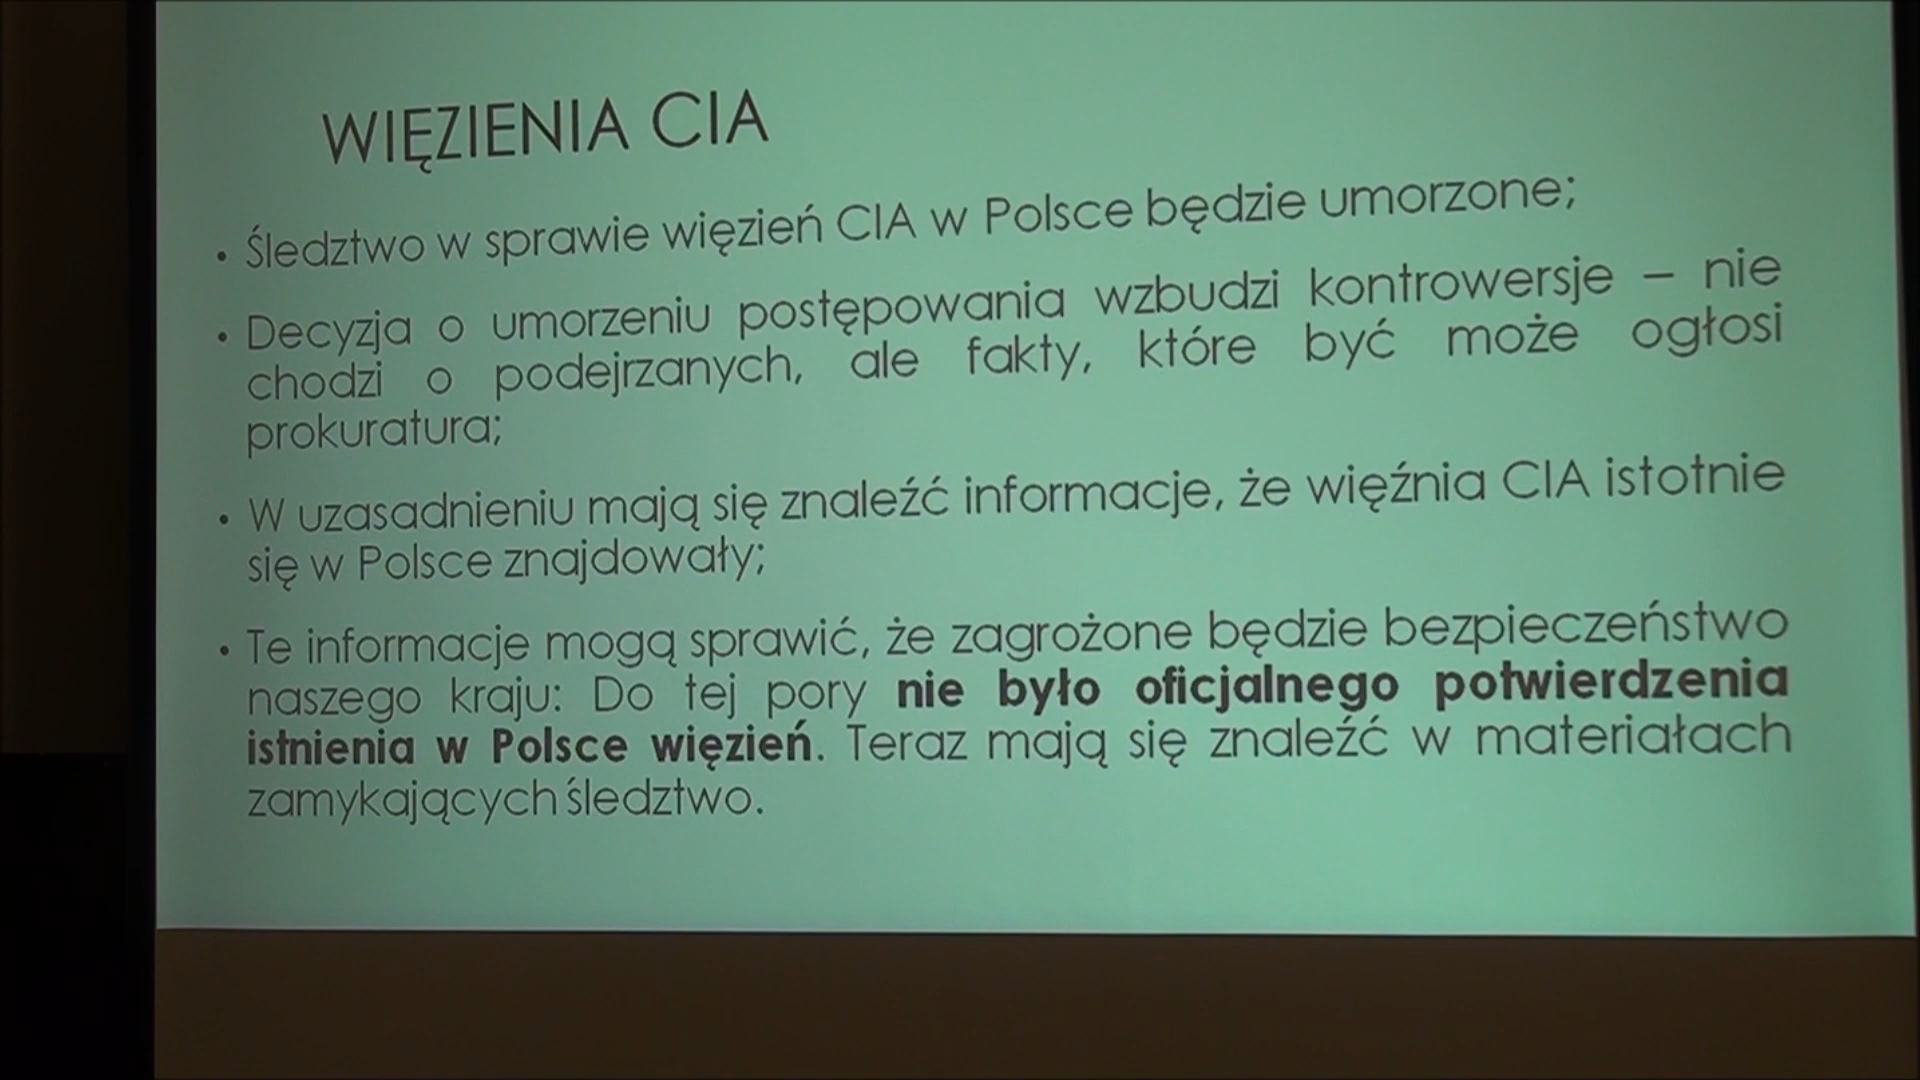 WIĘZIENIA CIA
• Śledztwo w sprawie więzień CIA w Polsce będzie umorzone;
• Decyzja o umorzeniu postępowania wzbudzi kontrowersje – nie
chodzi o podejrzanych, ale fakty, które być może ogłosi
prokuratura;
• W uzasadnieniu mają się znaleźć informacje, że więźnia CIA istotnie
się w Polsce znajdowały;
• Te informacje mogą sprawić, że zagrożone będzie bezpieczeństwo
naszego kraju: Do tej pory nie było oficjalnego potwierdzenia
istnienia w Polsce więzień. Teraz mają się znaleźć w materiałach
zamykających śledztwo.